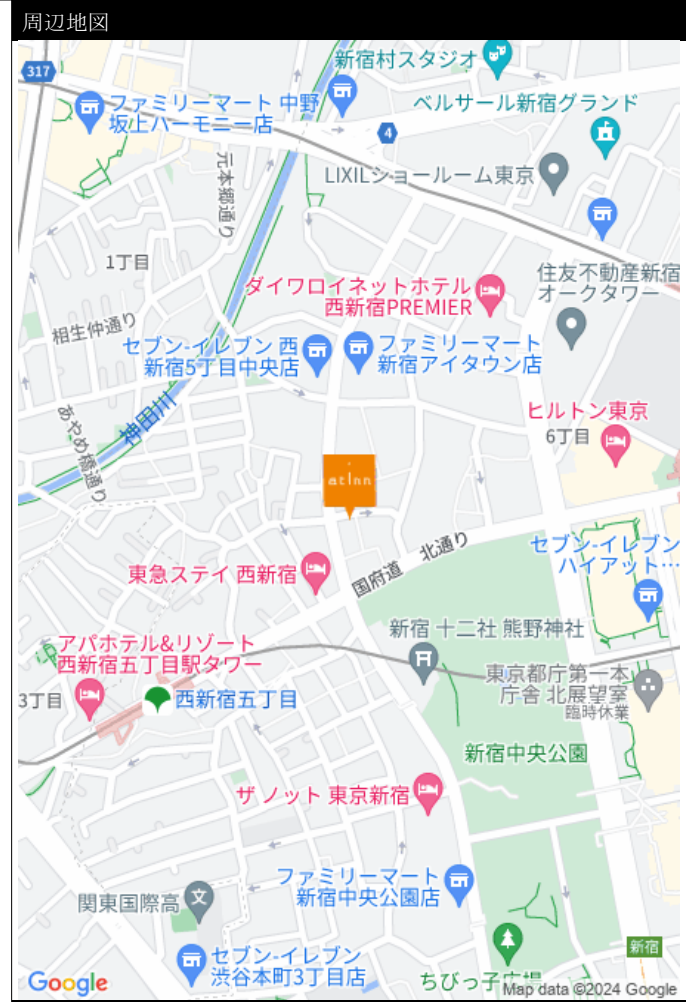 周辺地図
新宿村スタジオ
317
ファミリーマート 中野
坂上ハーモニー店
ベルサール新宿グランド
4
元本郷通り
LIXILショールーム東京
1丁目
住友不動産新宿
オークタワー
ダイワロイネットホテル
西新宿PREMIER
相生仲通り
セブン-イレブン 西
新宿5丁目中央店
ファミリーマート
新宿アイタウン店
神田川
あやめ橋通り
ヒルトン東京
6丁目
at inn
北通り
国府道
セブン-イレブン
ハイアット…
東急ステイ 西新宿
新宿 十二社 熊野神社
アパホテル&リゾート
西新宿五丁目駅タワー
東京都庁第一本
庁舎 北展望室
臨時休業
3丁目
西新宿五丁目
新宿中央公園
ザ ノット 東京新宿
ファミリーマート
新宿中央公園店
関東国際高
文
新宿
セブン-イレブン
渋谷本町3丁目店
ちびっ子広場
Google
Map data ©2024 Google